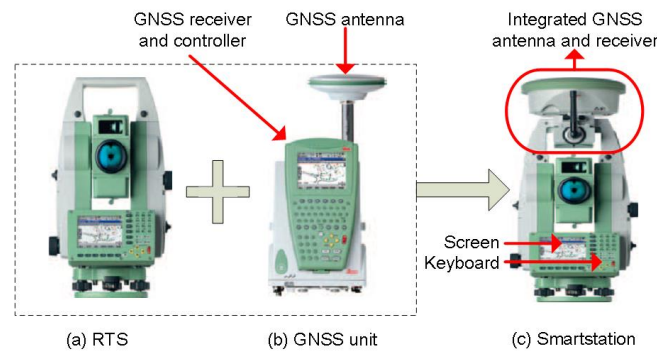 GNSS receiver
and controller
GNSS antenna
Integrated GNSS
antenna and receiver
Screen
Keyboard
(a) RTS
(b) GNSS unit
(c) Smartstation